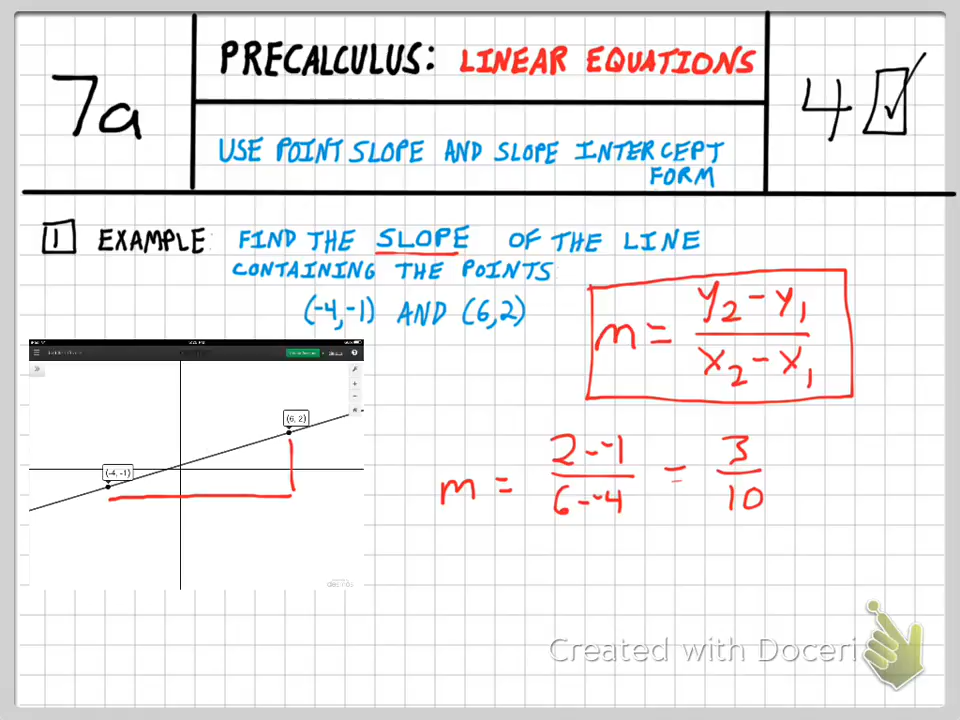 7a
PRECALCULUS: LINEAR EQUATIONS
USE POINT SLOPE AND SLOPE INTERCEPT
FORM
4
1 EXAMPLE: FIND THE SLOPE OF THE LINE
CONTAINING THE POINTS
(-4,-1) AND (6,2)
m = y₂ - y₁ / x₂ - x₁
(6, 2)
(-4, -1)
m = 2--1 / 6--4 = 3 / 10
desmos
Created with Doceri